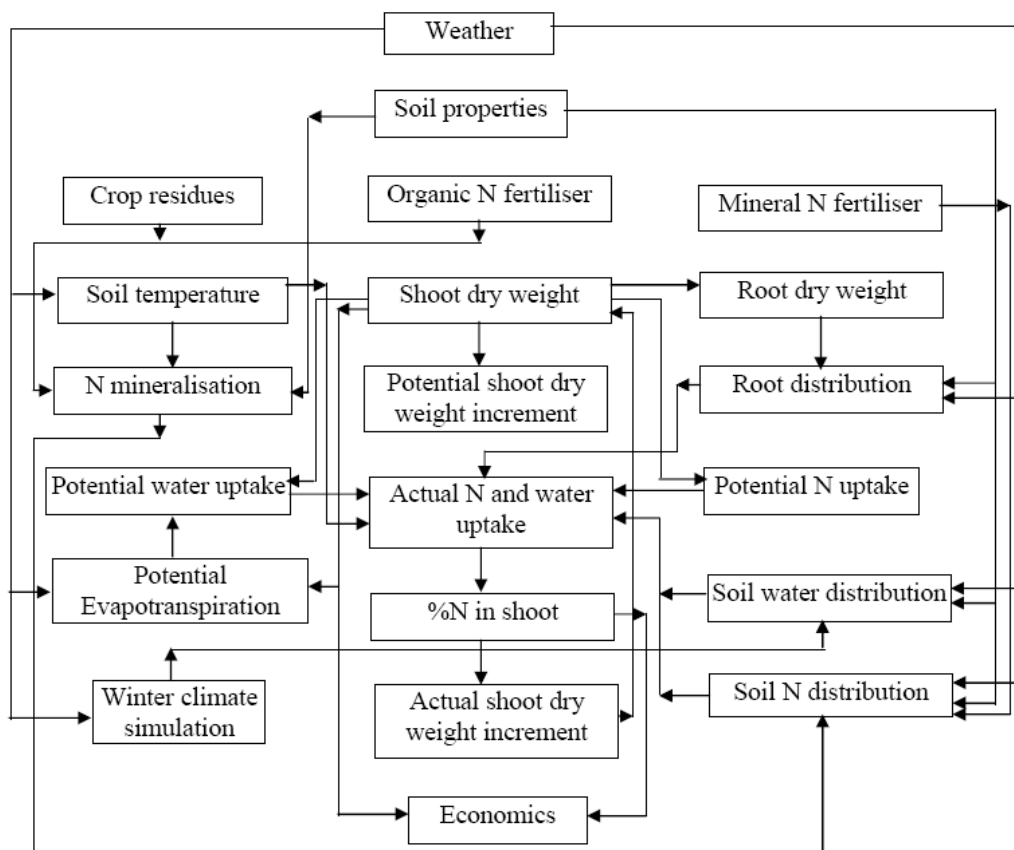 Weather
Soil properties
Crop residues
Organic N fertiliser
Mineral N fertiliser
Soil temperature
Shoot dry weight
Root dry weight
N mineralisation
Potential shoot dry
weight increment
Root distribution
Potential water uptake
Actual N and water
uptake
Potential N uptake
Potential
Evapotranspiration
%N in shoot
Soil water distribution
Winter climate
simulation
Actual shoot dry
weight increment
Soil N distribution
Economics